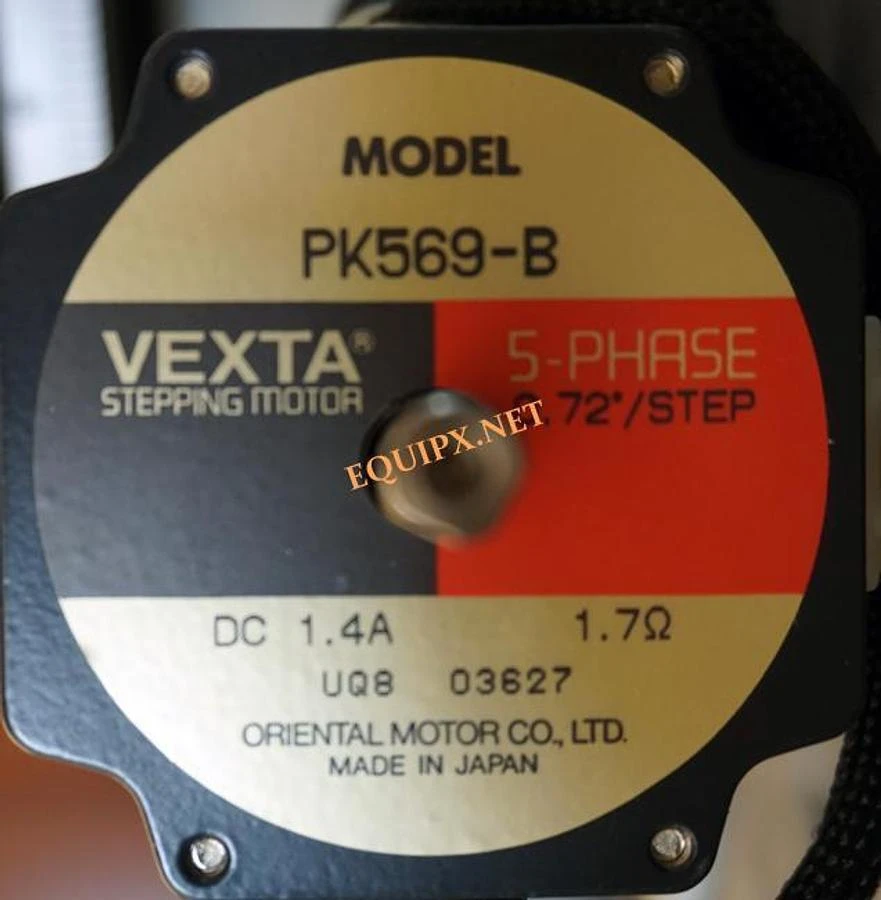 MODEL
PK569-B
VEXTA®
STEPPING MOTOR
5-PHASE
.72°/STEP
EQUIPX.NET
DC 1.4A 1.7Ω
UQ8 03627
ORIENTAL MOTOR CO., LTD.
MADE IN JAPAN